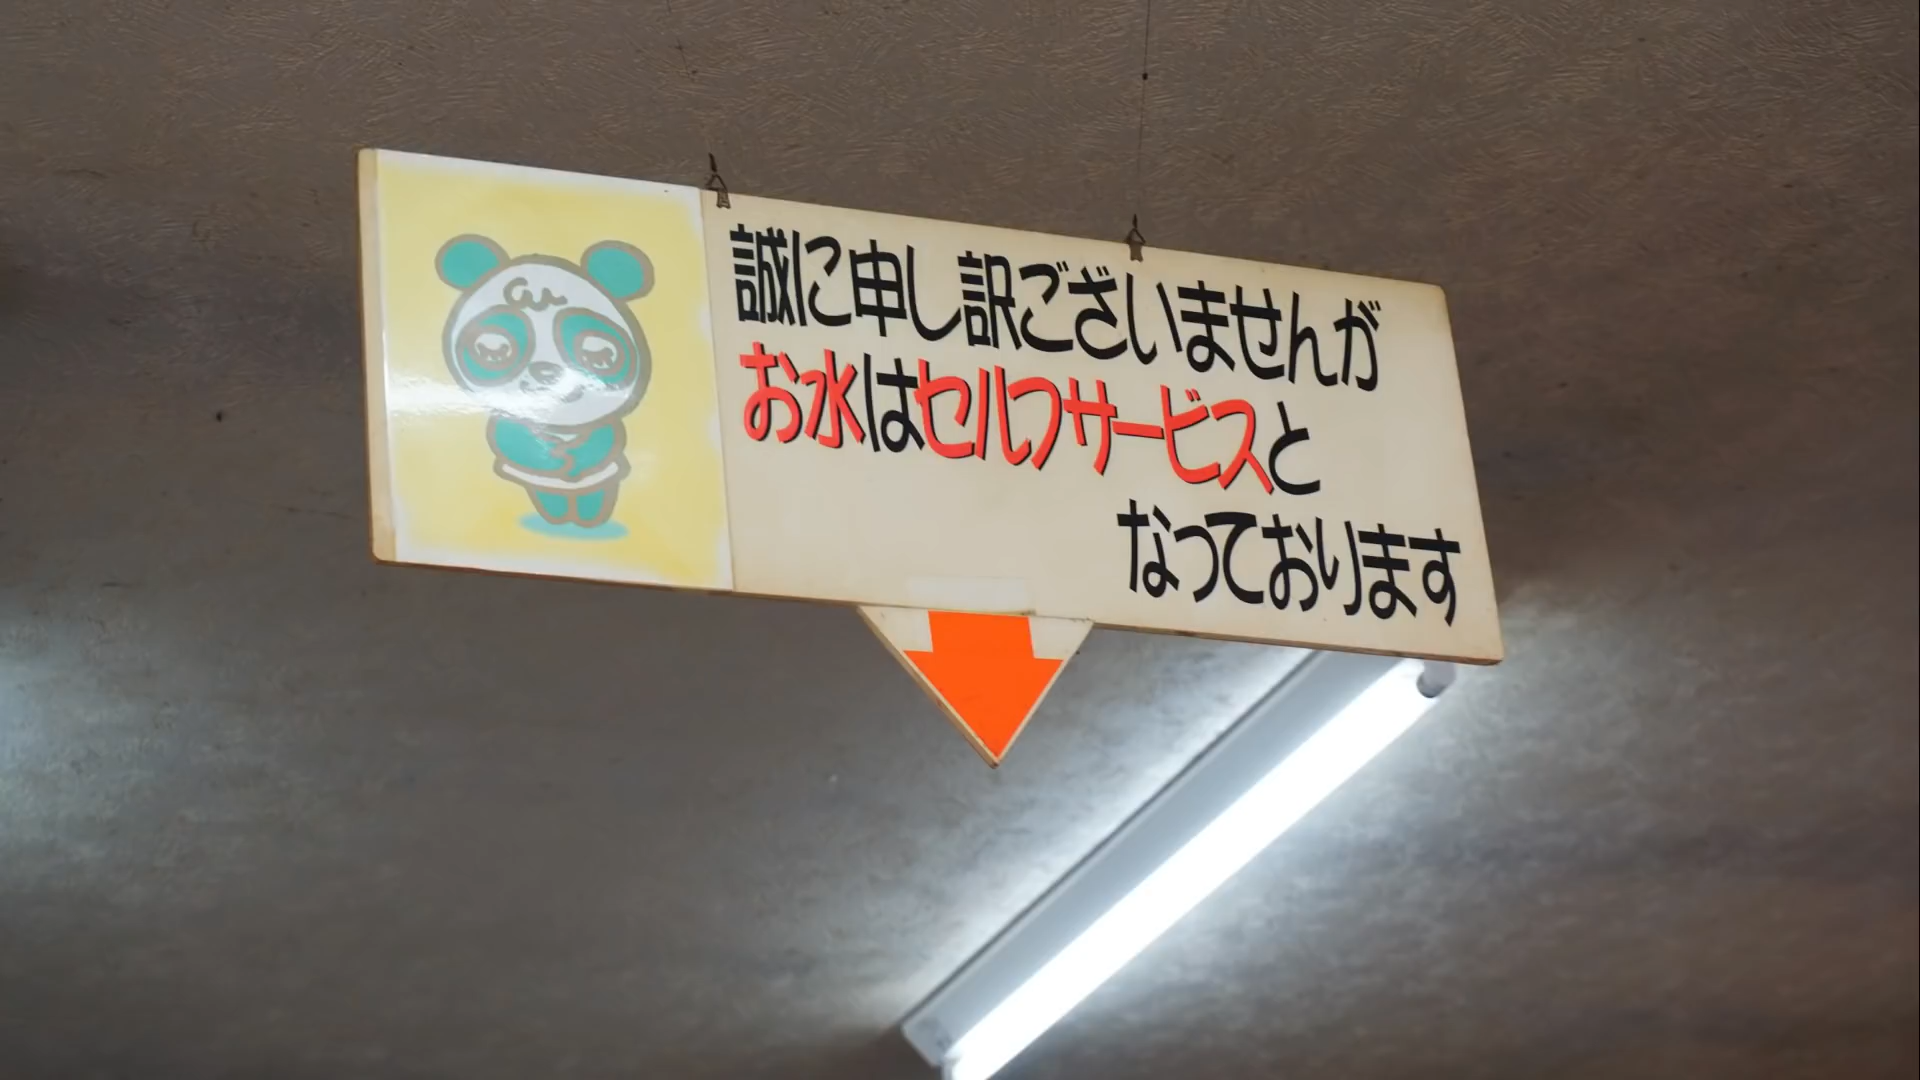 誠に申し訳ございませんが
お水はセルフサービスと
なっております